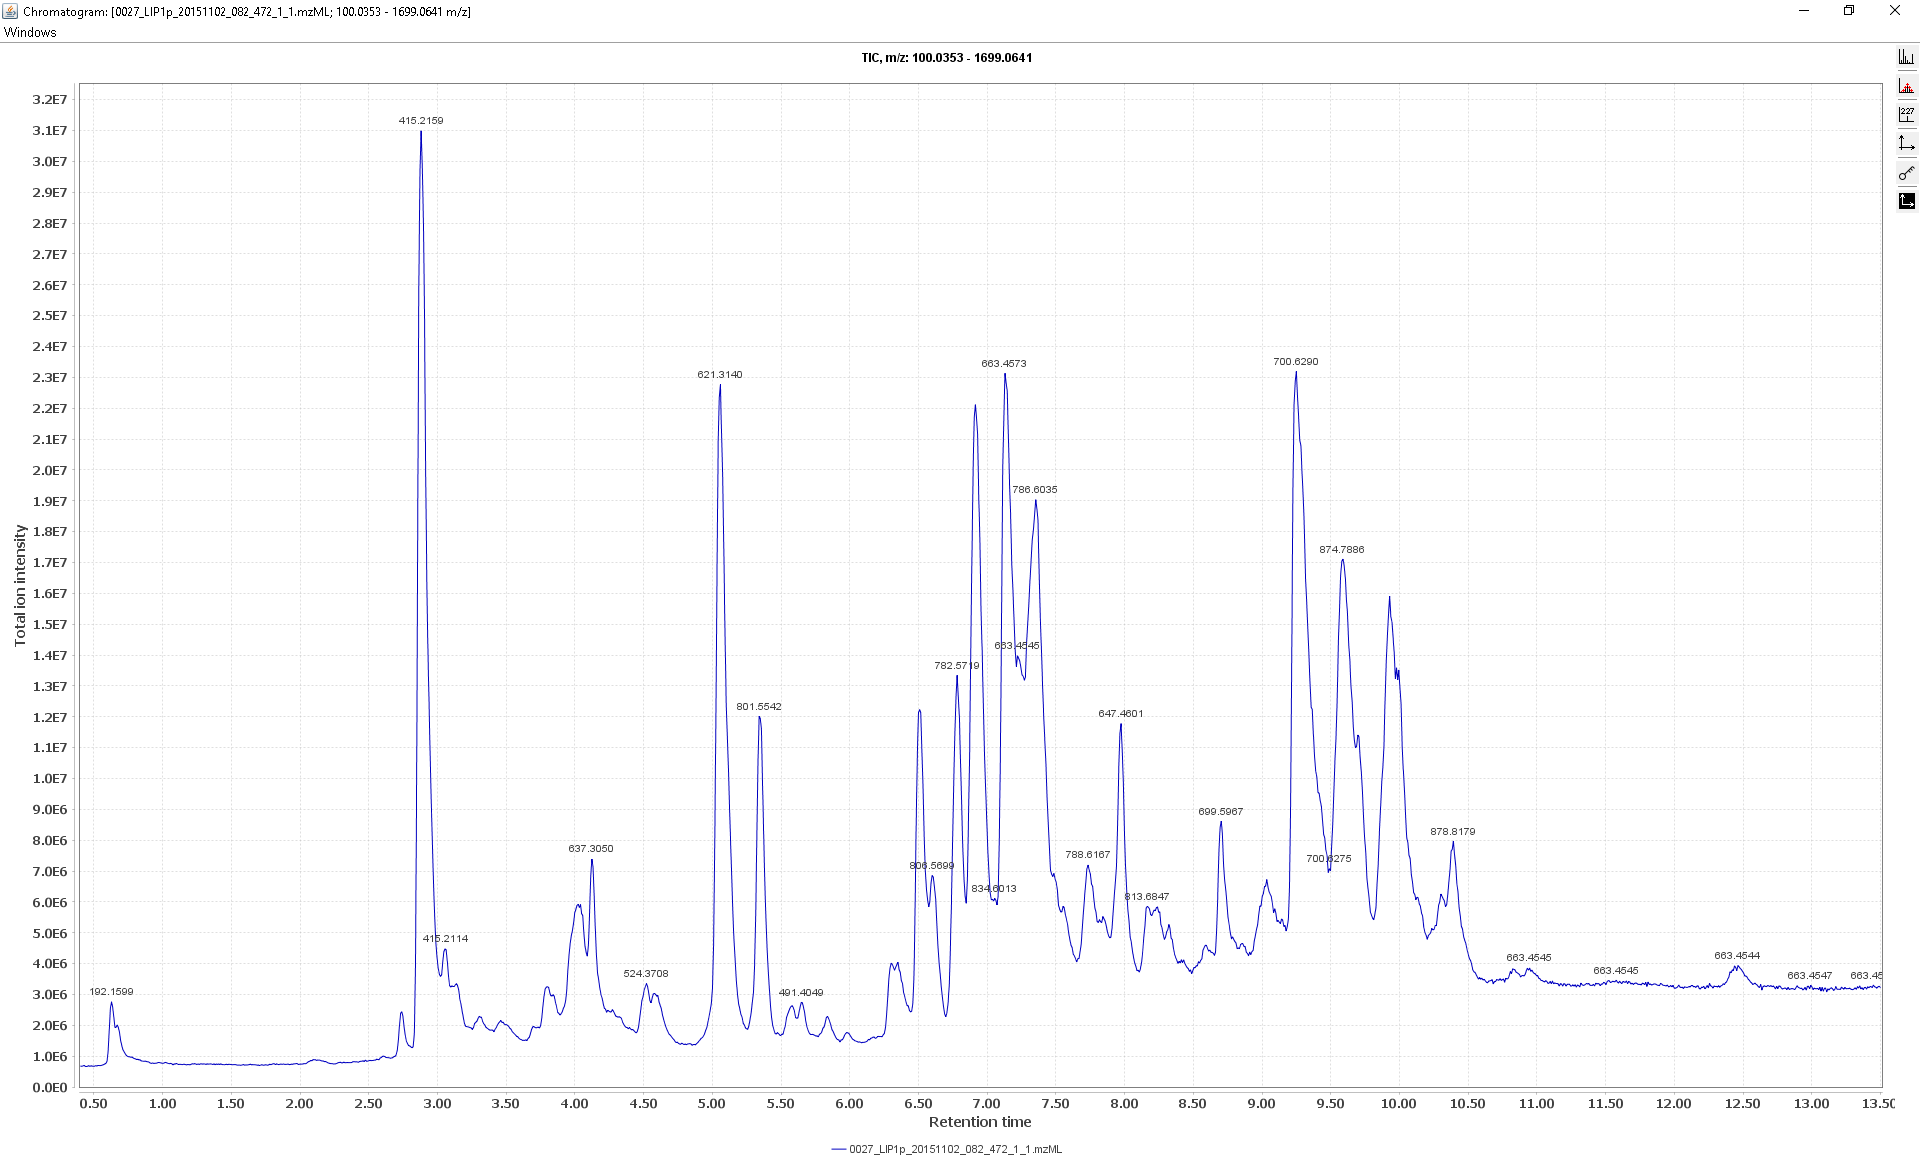 Chromatogram: [0027_LIP1p_20151102_082_472_1_1.mzML; 100.0353 - 1699.0641 m/z]
Windows
TIC, m/z: 100.0353 - 1699.0641
Total ion intensity
3.2E7
3.1E7
3.0E7
2.9E7
2.8E7
2.7E7
2.6E7
2.5E7
2.4E7
2.3E7
2.2E7
2.1E7
2.0E7
1.9E7
1.8E7
1.7E7
1.6E7
1.5E7
1.4E7
1.3E7
1.2E7
1.1E7
1.0E7
9.0E6
8.0E6
7.0E6
6.0E6
5.0E6
4.0E6
3.0E6
2.0E6
1.0E6
0.0E0
192.1599
415.2159
415.2114
637.3050
524.3708
621.3140
801.5542
491.4049
806.5699
782.5719
834.6013
663.4573
663.4545
786.6035
788.6167
647.4601
813.6847
699.5967
700.6290
700.6275
874.7886
878.8179
663.4545
663.4545
663.4544
663.4547
663.45
0.50 1.00 1.50 2.00 2.50 3.00 3.50 4.00 4.50 5.00 5.50 6.00 6.50 7.00 7.50 8.00 8.50 9.00 9.50 10.00 10.50 11.00 11.50 12.00 12.50 13.00 13.50
Retention time
0027_LIP1p_20151102_082_472_1_1.mzML
227